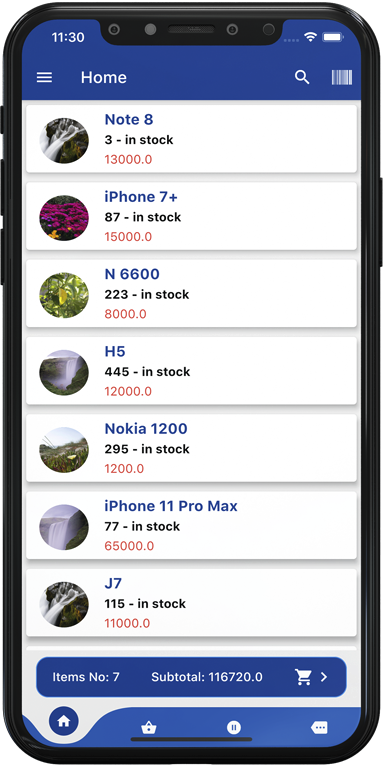 11:30
Home
Note 8
3 - in stock
13000.0
iPhone 7+
87 - in stock
15000.0
N 6600
223 - in stock
8000.0
H5
445 - in stock
12000.0
Nokia 1200
295 - in stock
1200.0
iPhone 11 Pro Max
77 - in stock
65000.0
J7
115 - in stock
11000.0
Items No: 7 Subtotal: 116720.0